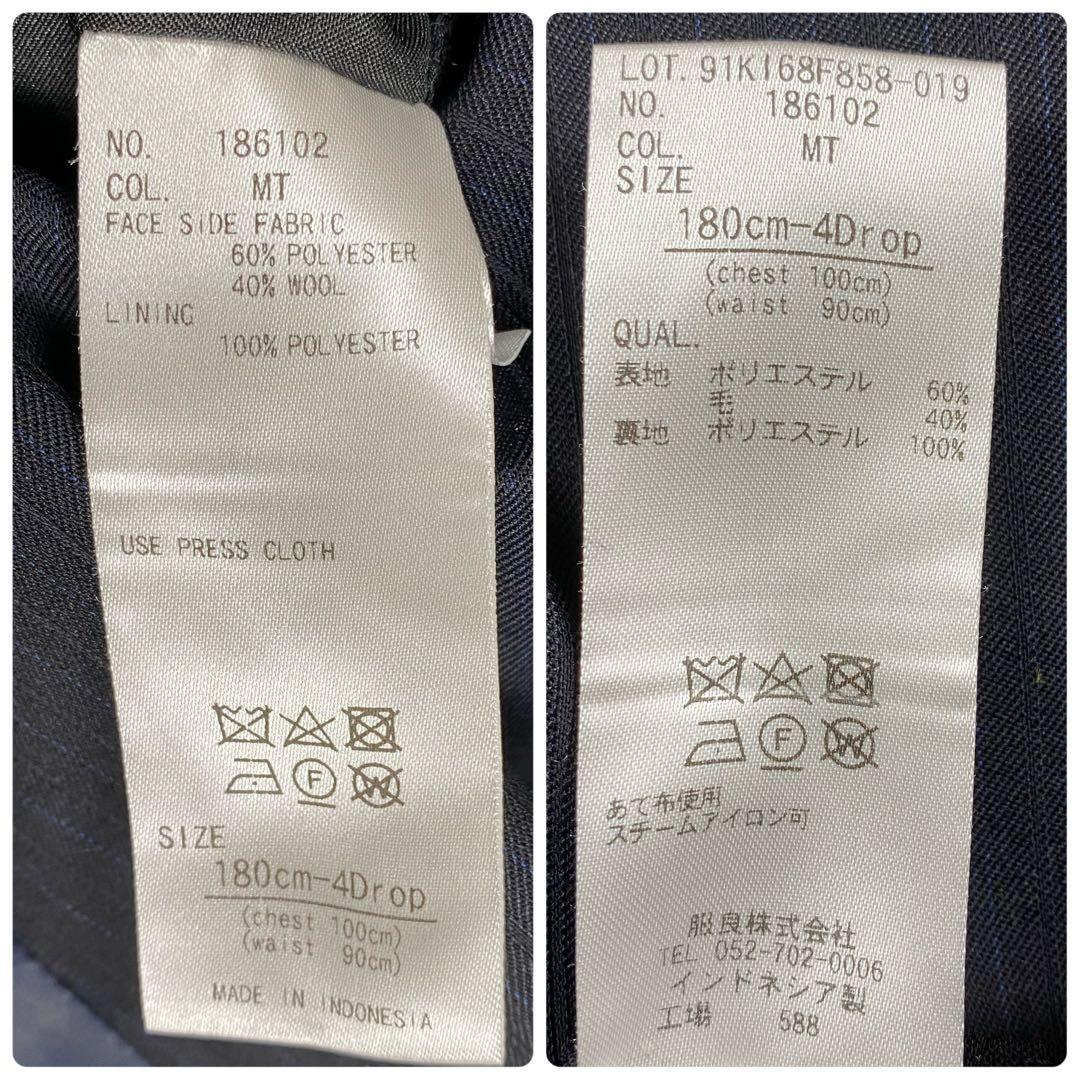 NO. 186102
COL. MT
FACE SIDE FABRIC
60% POLYESTER
40% WOOL
LINING
100% POLYESTER
USE PRESS CLOTH
F
W
SIZE
180cm-4Drop
(chest 100cm)
(waist 90cm)
MADE IN INDONESIA
LOT. 91KI68F858-019
NO. 186102
COL. MT
SIZE
180cm-4Drop
(chest 100cm)
(waist 90cm)
QUAL.
表地 ポリエステル 60%
毛 40%
裏地 ポリエステル 100%
F
W
あて布使用
スチームアイロン可
服良株式会社
TEL 052-702-0006
インドネシア製
工場 588